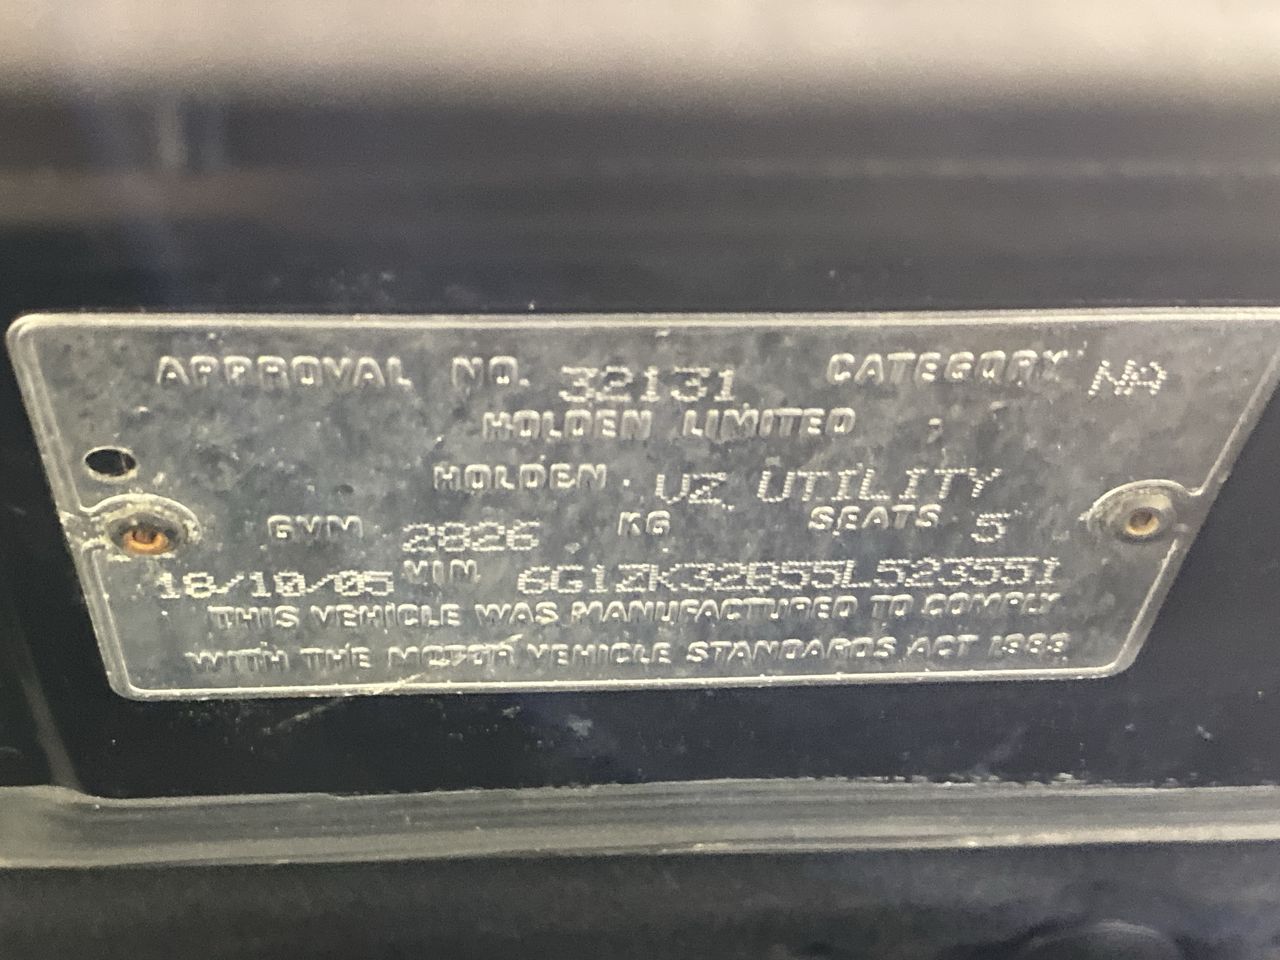 APPROVAL NO. 32131 CATEGORY NA
HOLDEN LIMITED
HOLDEN VZ UTILITY
GVM 2826 KG SEATS 5
18/10/05 VIN 6G1ZK32B55L523551
THIS VEHICLE WAS MANUFACTURED TO COMPLY
WITH THE MOTOR VEHICLE STANDARDS ACT 1989